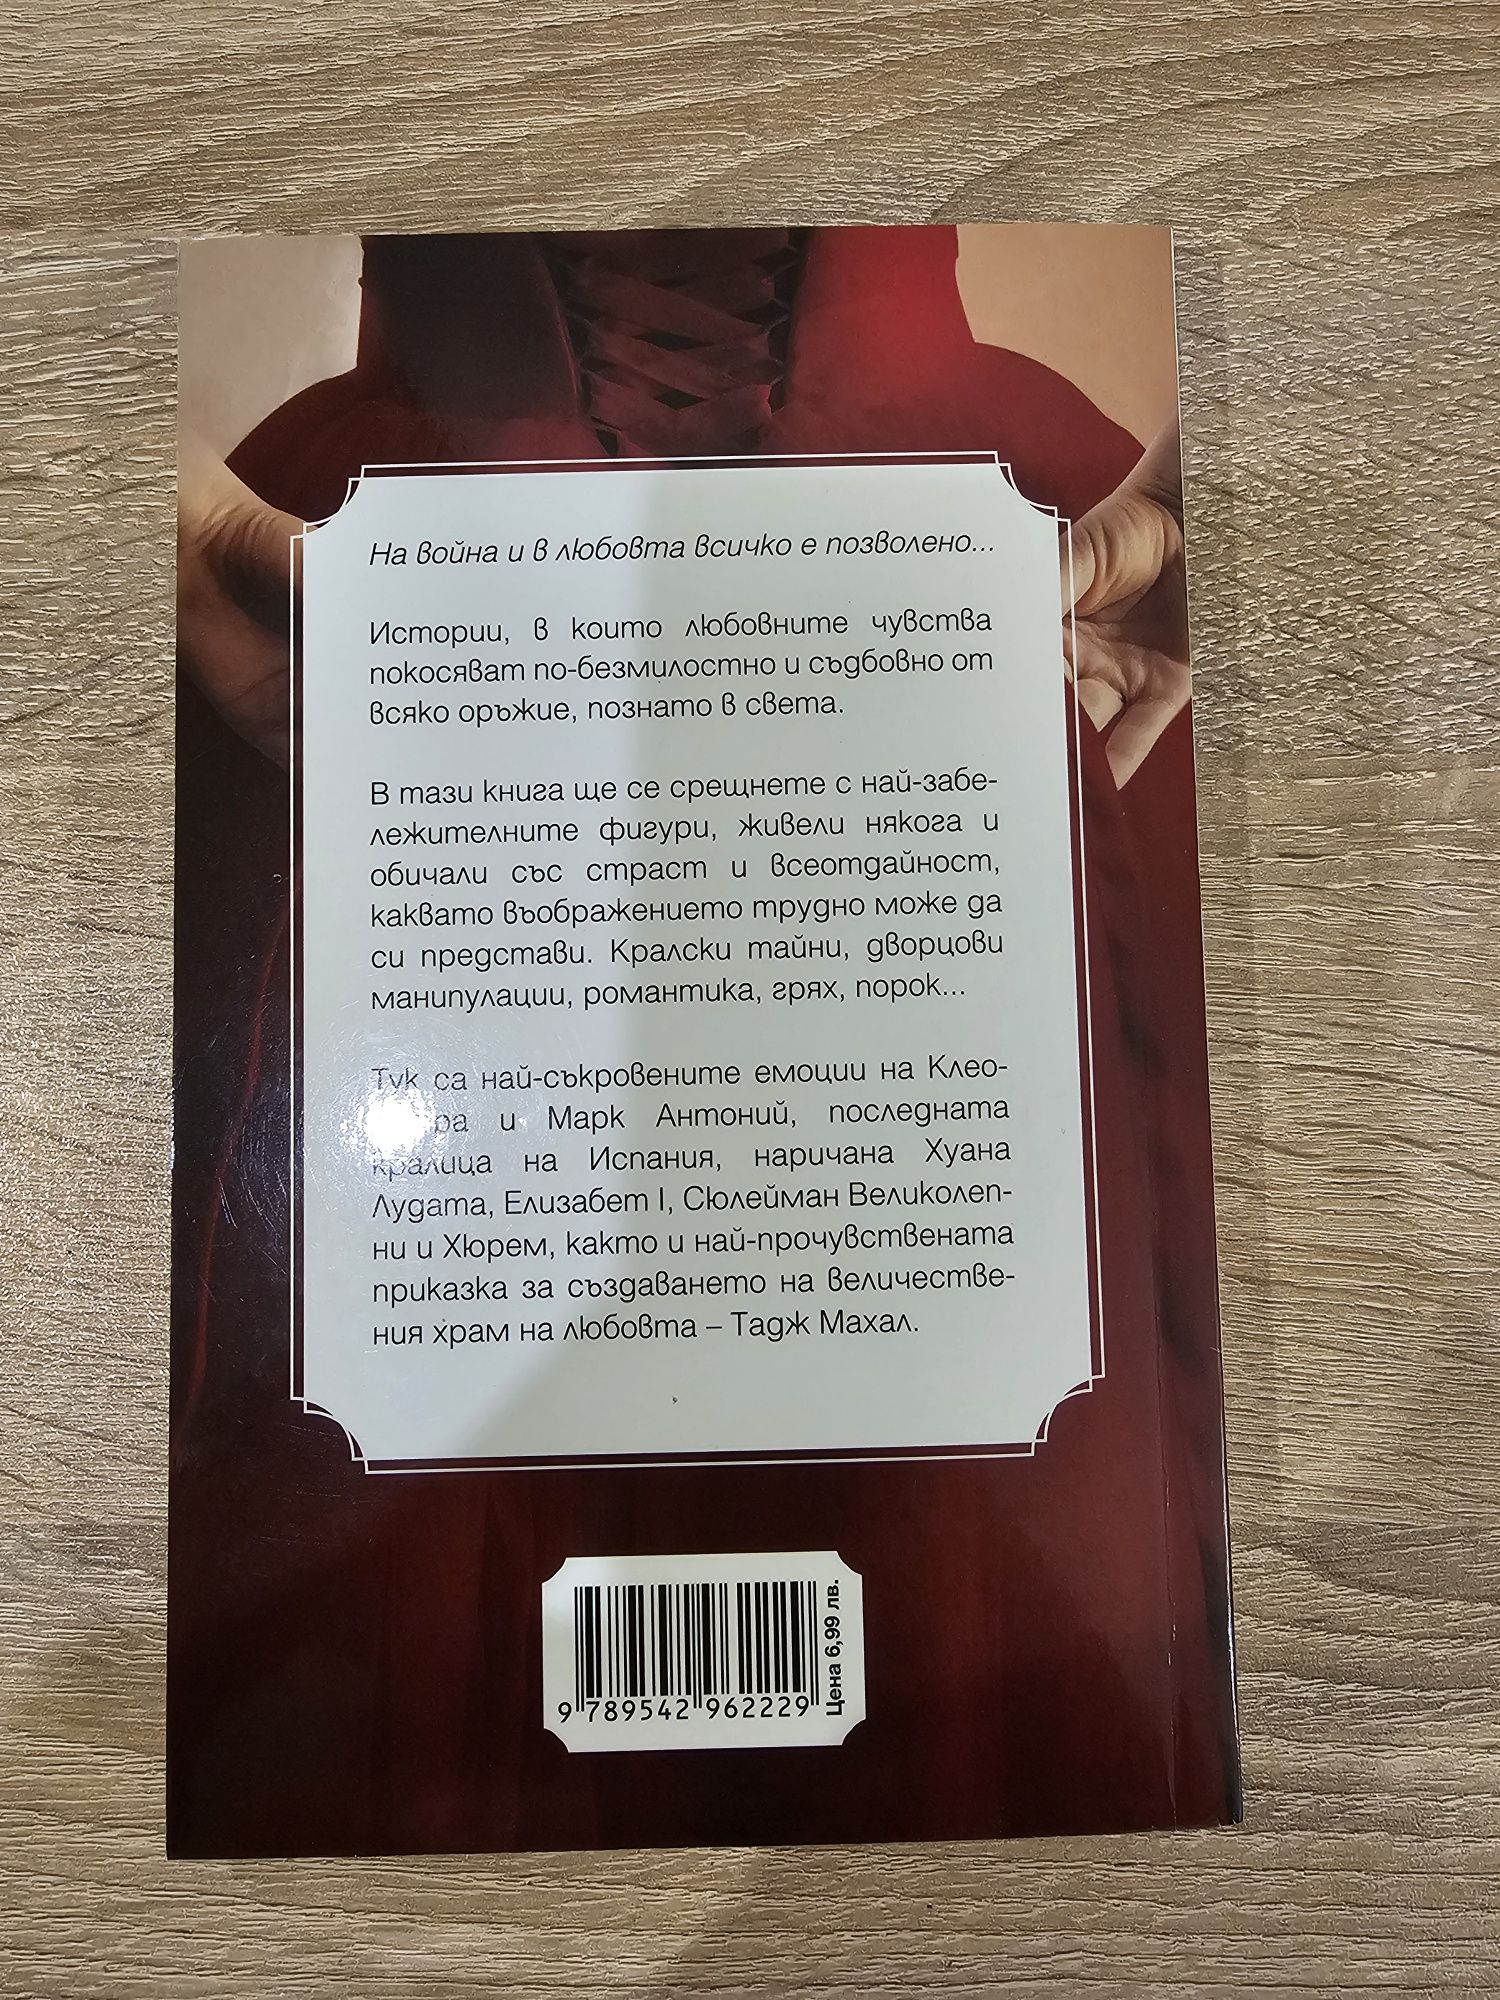 На война и в любовта всичко е позволено...
Истории, в които любовните чувства
покосяват по-безмилостно и съдбовно от
всяко оръжие, познато в света.
В тази книга ще се срещнете с най-забе-
лежителните фигури, живели някога и
обичали със страст и всеотдайност,
каквато въображението трудно може да
си представи. Кралски тайни, дворцови
манипулации, романтика, грях, порок...
Тук са най-съкровените емоции на Клео-
и Марк Антоний, последната
кралица на Испания, наричана Хуана
Лудата, Елизабет I, Сюлейман Великолеп-
ни и Хюрем, както и най-прочувствената
приказка за създаването на величестве-
ния храм на любовта – Тадж Махал.
9 789542 962229
Цена 6,99 лв.